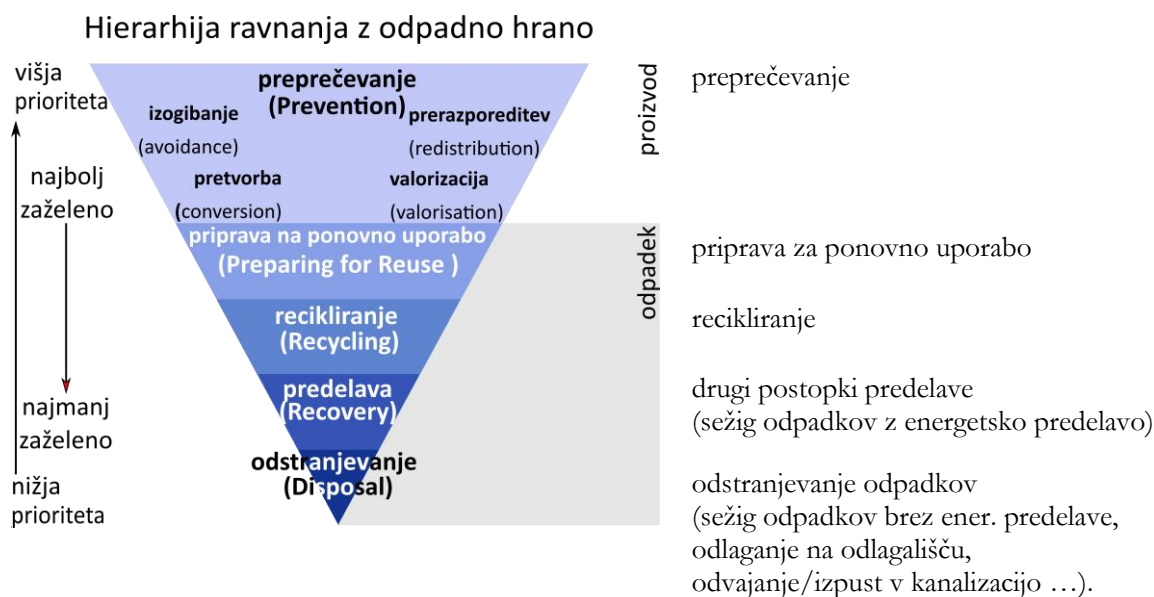 Hierarhija ravnanja z odpadno hrano
višja
prioriteta
najbolj
zaželeno
najmanj
zaželeno
nižja
prioriteta
preprečevanje
(Prevention)
izogibanje
(avoidance)
prerazporeditev
(redistribution)
pretvorba
(conversion)
valorizacija
(valorisation)
priprava na ponovno uporabo
(Preparing for Reuse )
recikliranje
(Recycling)
predelava
(Recovery)
odstranjevanje
(Disposal)
proizvod
odpadek
preprečevanje
priprava za ponovno uporabo
recikliranje
drugi postopki predelave
(sežig odpadkov z energetsko predelavo)
odstranjevanje odpadkov
(sežig odpadkov brez ener. predelave,
odlaganje na odlagališču,
odvajanje/izpust v kanalizacijo …).